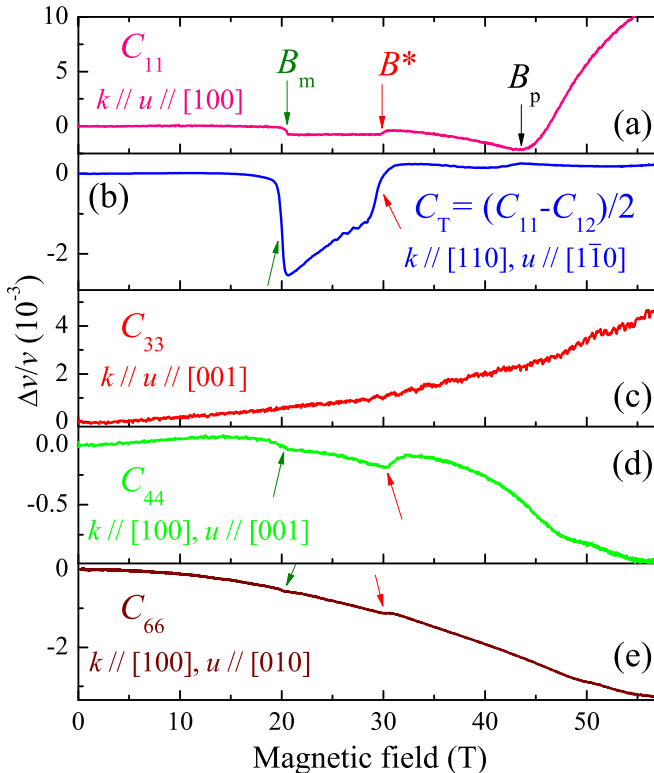 10
5
0
C₁₁
k // u // [100]
Bₘ
B*
Bₚ
(a)
0
-2
(b)
C_T = (C₁₁-C₁₂)/2
k // [110], u // [11̅0]
Δv/v (10⁻³)
4
2
0
C₃₃
k // u // [001]
(c)
0.0
-0.5
C₄₄
k // [100], u // [001]
(d)
0
-2
C₆₆
k // [100], u // [010]
(e)
0 10 20 30 40 50
Magnetic field (T)